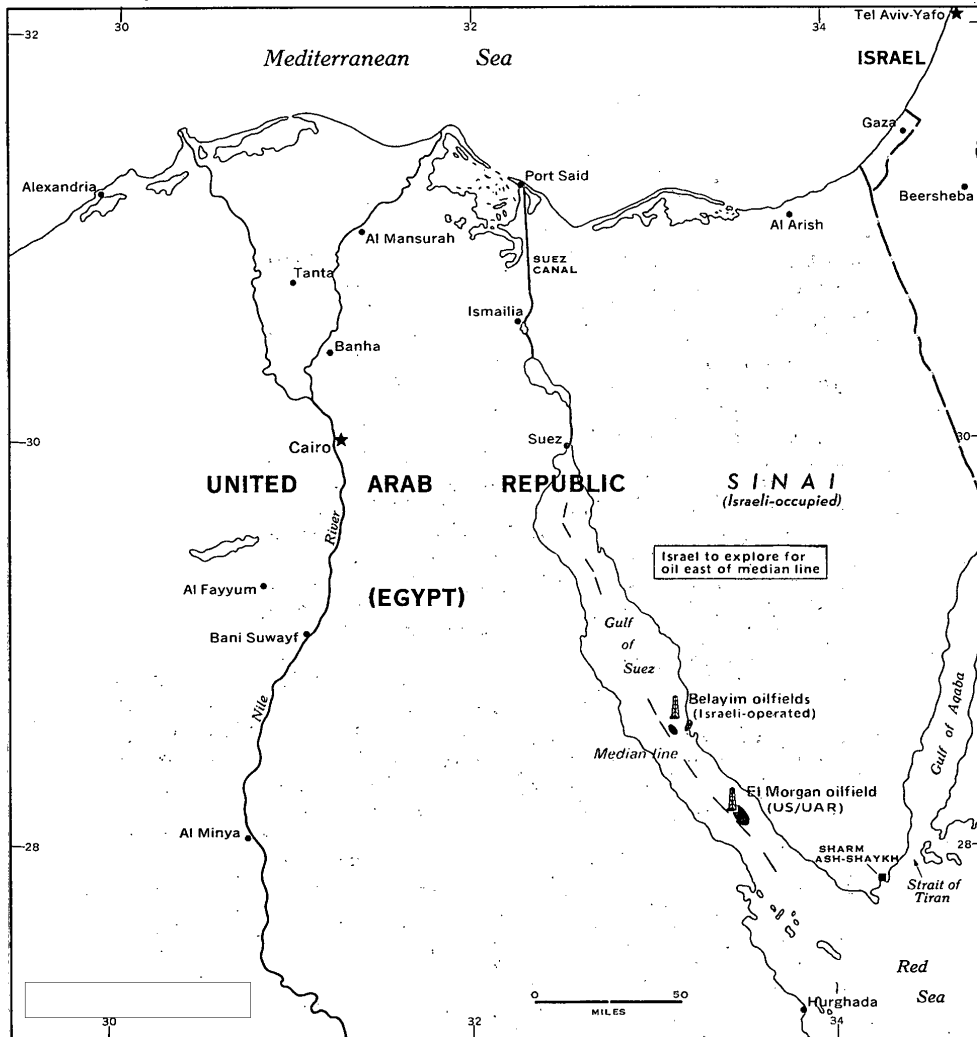 30
32
34
Tel Aviv-Yafo
32
Mediterranean Sea
ISRAEL
Gaza
Port Said
Alexandria
Beersheba
Al Mansurah
Al Arish
SUEZ
CANAL
Tanta
Ismailia
Banha
30
Cairo
Suez
30
UNITED ARAB REPUBLIC
SINAI
(Israeli-occupied)
River
Israel to explore for
oil east of median line
Al Fayyum
(EGYPT)
Gulf
of
Suez
Bani Suwayf
Nile
Belayim oilfields
(Israeli-operated)
Gulf of Aqaba
Median line
El Morgan oilfield
(US/UAR)
Al Minya
28
28
SHARM
ASH-SHAYKH
Strait of
Tiran
Red
Sea
0 50
MILES
Hurghada
30
32
34